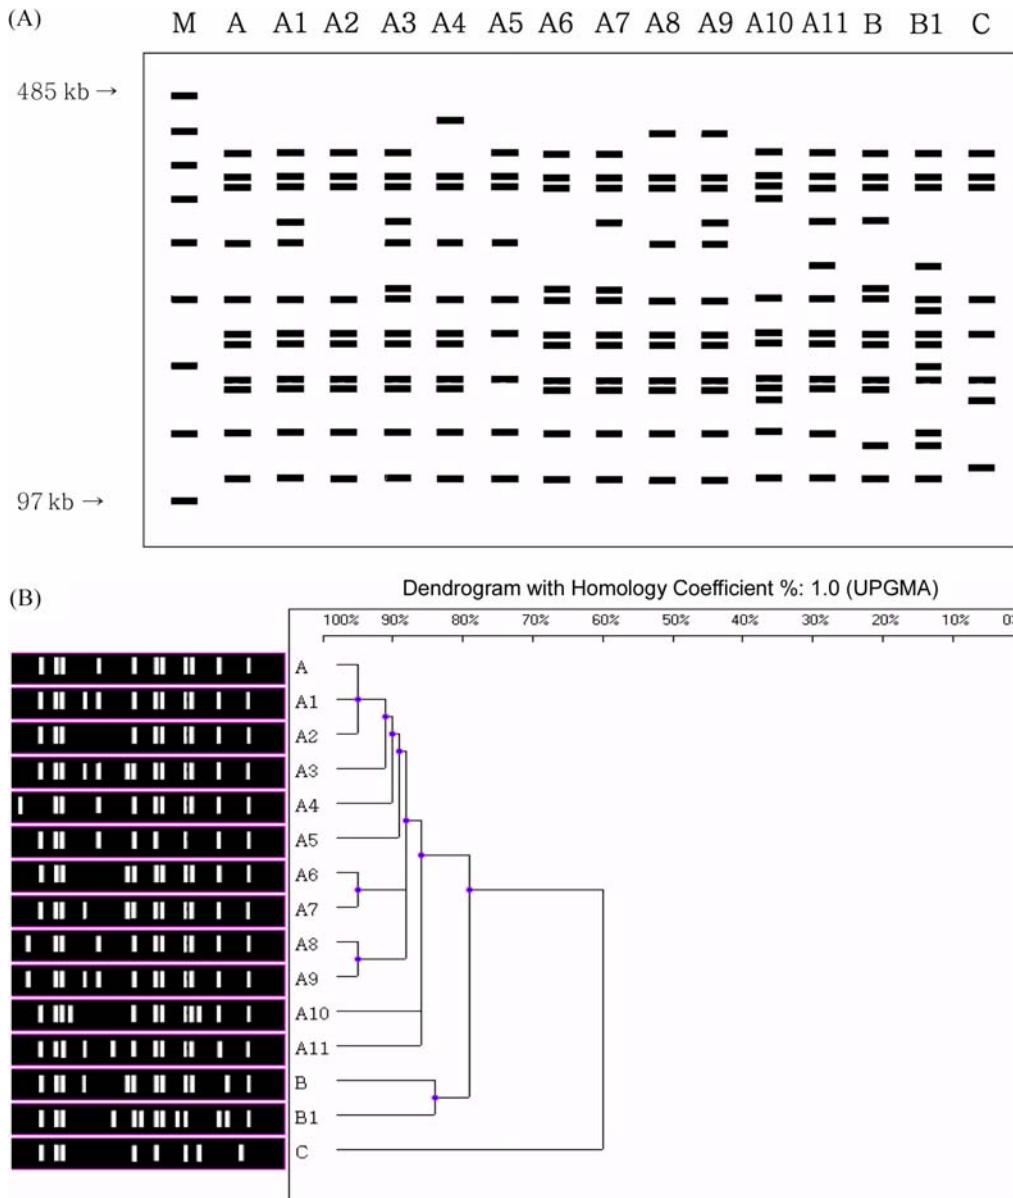 (A) M A A1 A2 A3 A4 A5 A6 A7 A8 A9 A10 A11 B B1 C
485 kb →
97 kb →
(B)
Dendrogram with Homology Coefficient %: 1.0 (UPGMA)
100% 90% 80% 70% 60% 50% 40% 30% 20% 10%
A
A1
A2
A3
A4
A5
A6
A7
A8
A9
A10
A11
B
B1
C